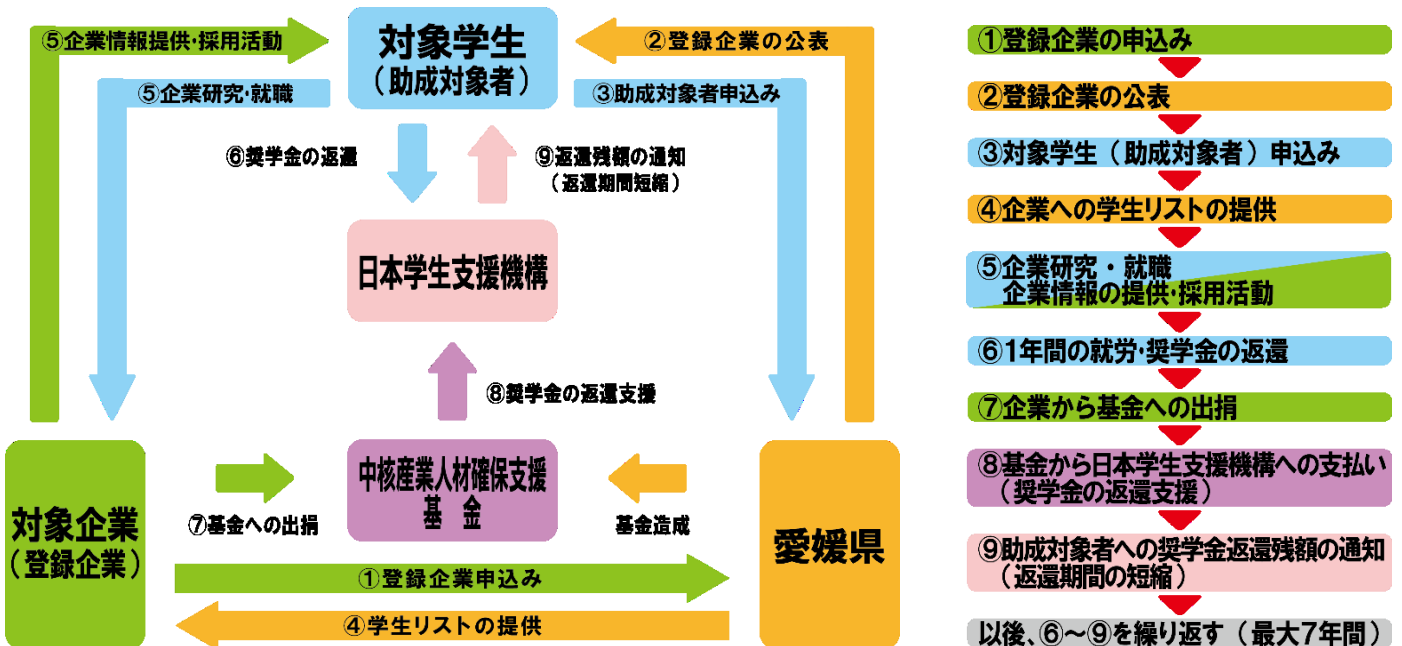 ⑤企業情報提供・採用活動
対象学生
（助成対象者）
②登録企業の公表
⑤企業研究・就職
③助成対象者申込み
⑥奨学金の返還
⑨返還残額の通知
（返還期間短縮）
日本学生支援機構
⑧奨学金の返還支援
対象企業
（登録企業）
⑦基金への出捐
中核産業人材確保支援
基　金
基金造成
愛媛県
①登録企業申込み
④学生リストの提供
①登録企業の申込み
②登録企業の公表
③対象学生（助成対象者）申込み
④企業への学生リストの提供
⑤企業研究・就職
企業情報の提供・採用活動
⑥1年間の就労・奨学金の返還
⑦企業から基金への出捐
⑧基金から日本学生支援機構への支払い
（奨学金の返還支援）
⑨助成対象者への奨学金返還残額の通知
（返還期間の短縮）
以後、⑥～⑨を繰り返す（最大7年間）